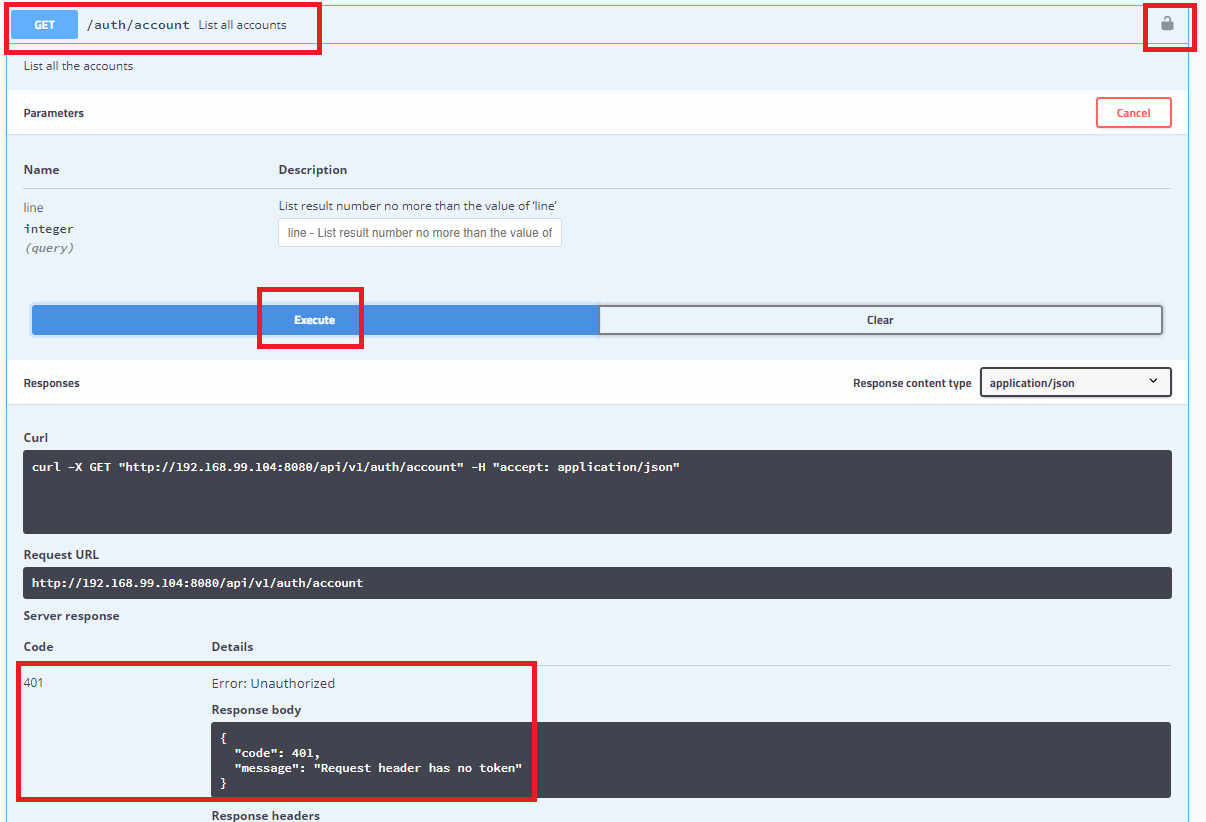 GET /auth/account List all accounts
List all the accounts
Parameters Cancel
Name Description
line List result number no more than the value of 'line'
integer line - List result number no more than the value of
(query)
Execute Clear
Responses Response content type application/json
Curl
curl -X GET "http://192.168.99.104:8080/api/v1/auth/account" -H "accept: application/json"
Request URL
http://192.168.99.104:8080/api/v1/auth/account
Server response
Code Details
401 Error: Unauthorized
Response body
{
"code": 401,
"message": "Request header has no token"
}
Response headers